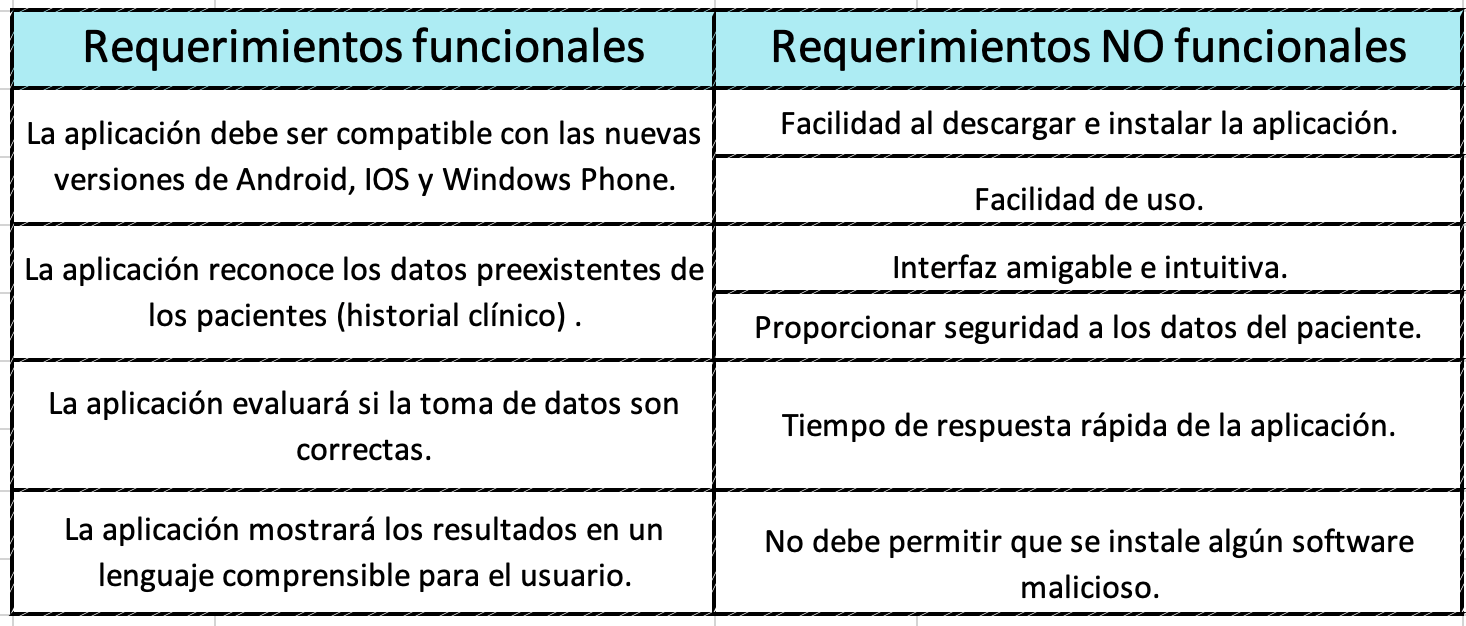 Requerimientos funcionales
Requerimientos NO funcionales
La aplicación debe ser compatible con las nuevas
versiones de Android, IOS y Windows Phone.
Facilidad al descargar e instalar la aplicación.
Facilidad de uso.
La aplicación reconoce los datos preexistentes de
los pacientes (historial clínico) .
Interfaz amigable e intuitiva.
Proporcionar seguridad a los datos del paciente.
La aplicación evaluará si la toma de datos son
correctas.
Tiempo de respuesta rápida de la aplicación.
La aplicación mostrará los resultados en un
lenguaje comprensible para el usuario.
No debe permitir que se instale algún software
malicioso.